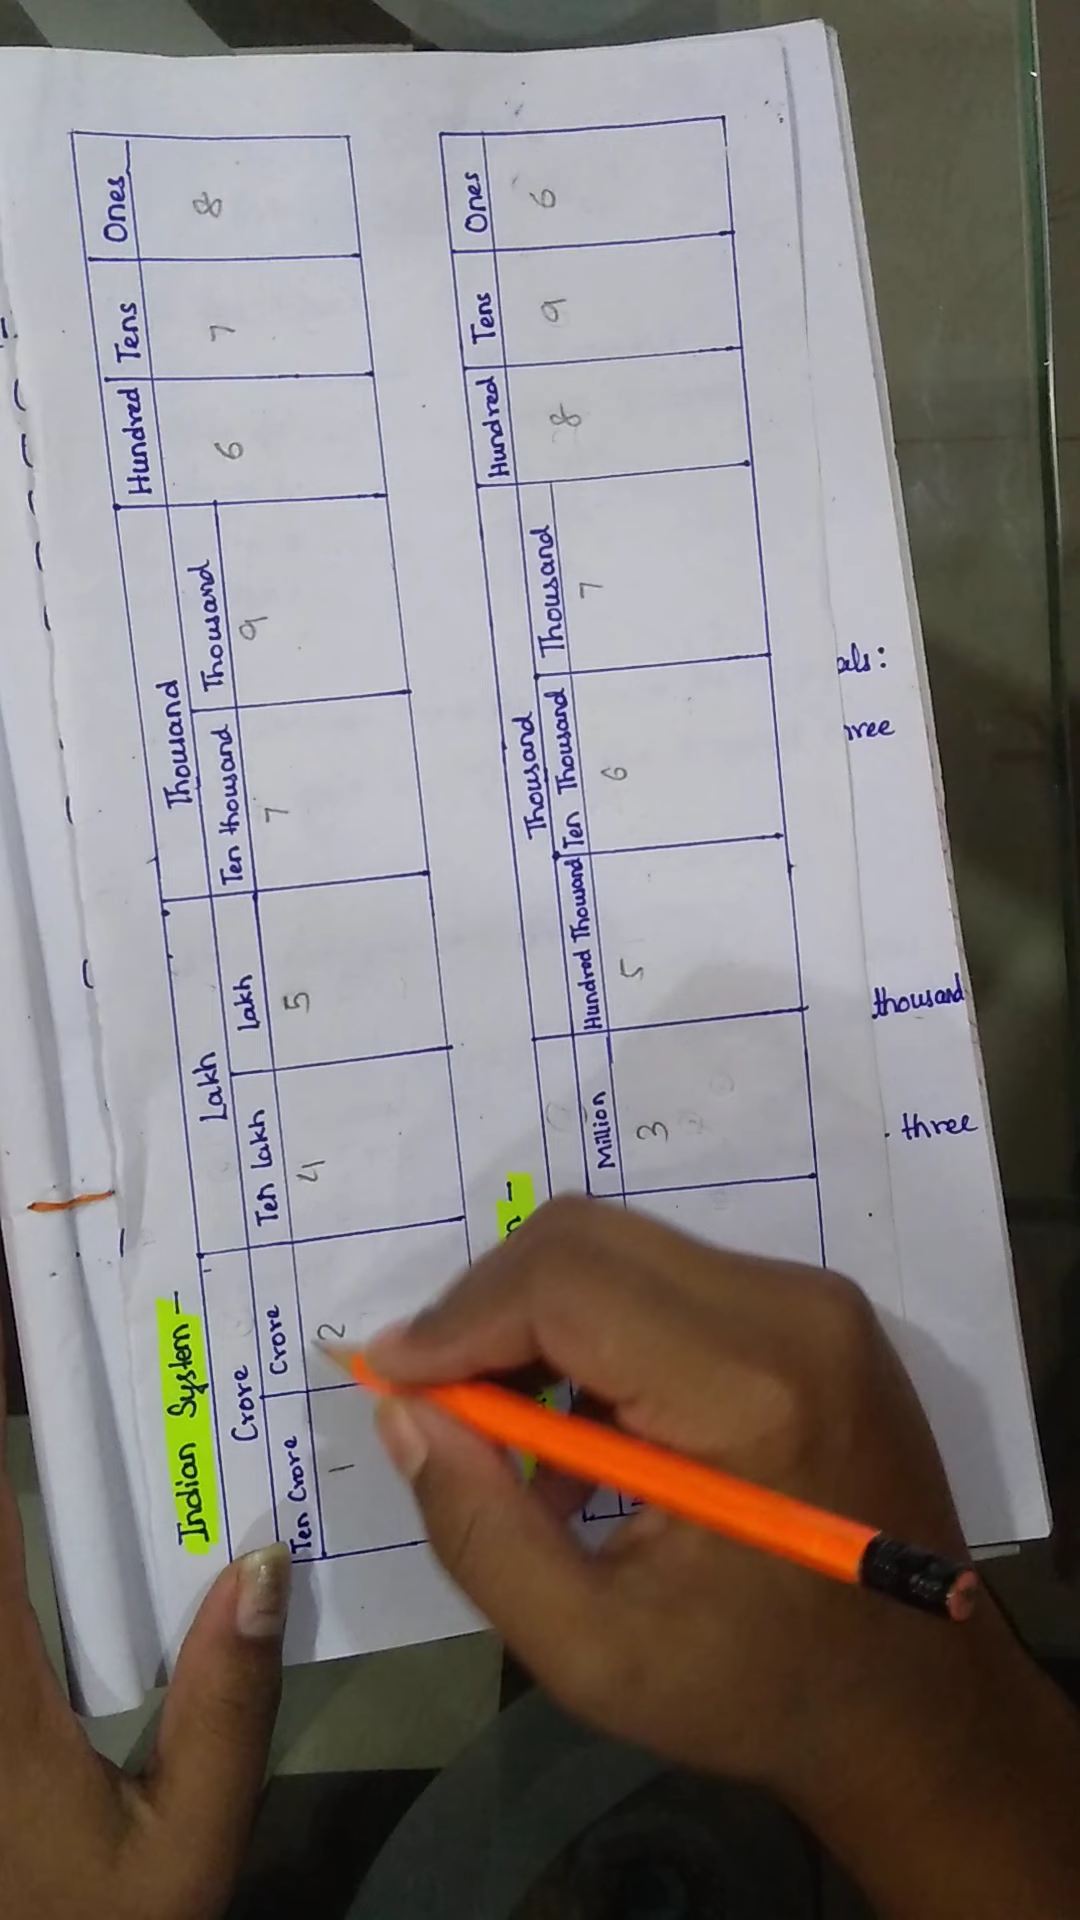 Indian System -
Crore Lakh Thousand Hundred Tens Ones
Ten Crore Crore Ten Lakh Lakh Ten thousand Thousand
1 2 4 5 7 9 6 7 8
Thousand Hundred Tens Ones
Million Hundred Thousand Ten Thousand Thousand
3 5 6 7 8 9 6
als:
ree
thousand
three